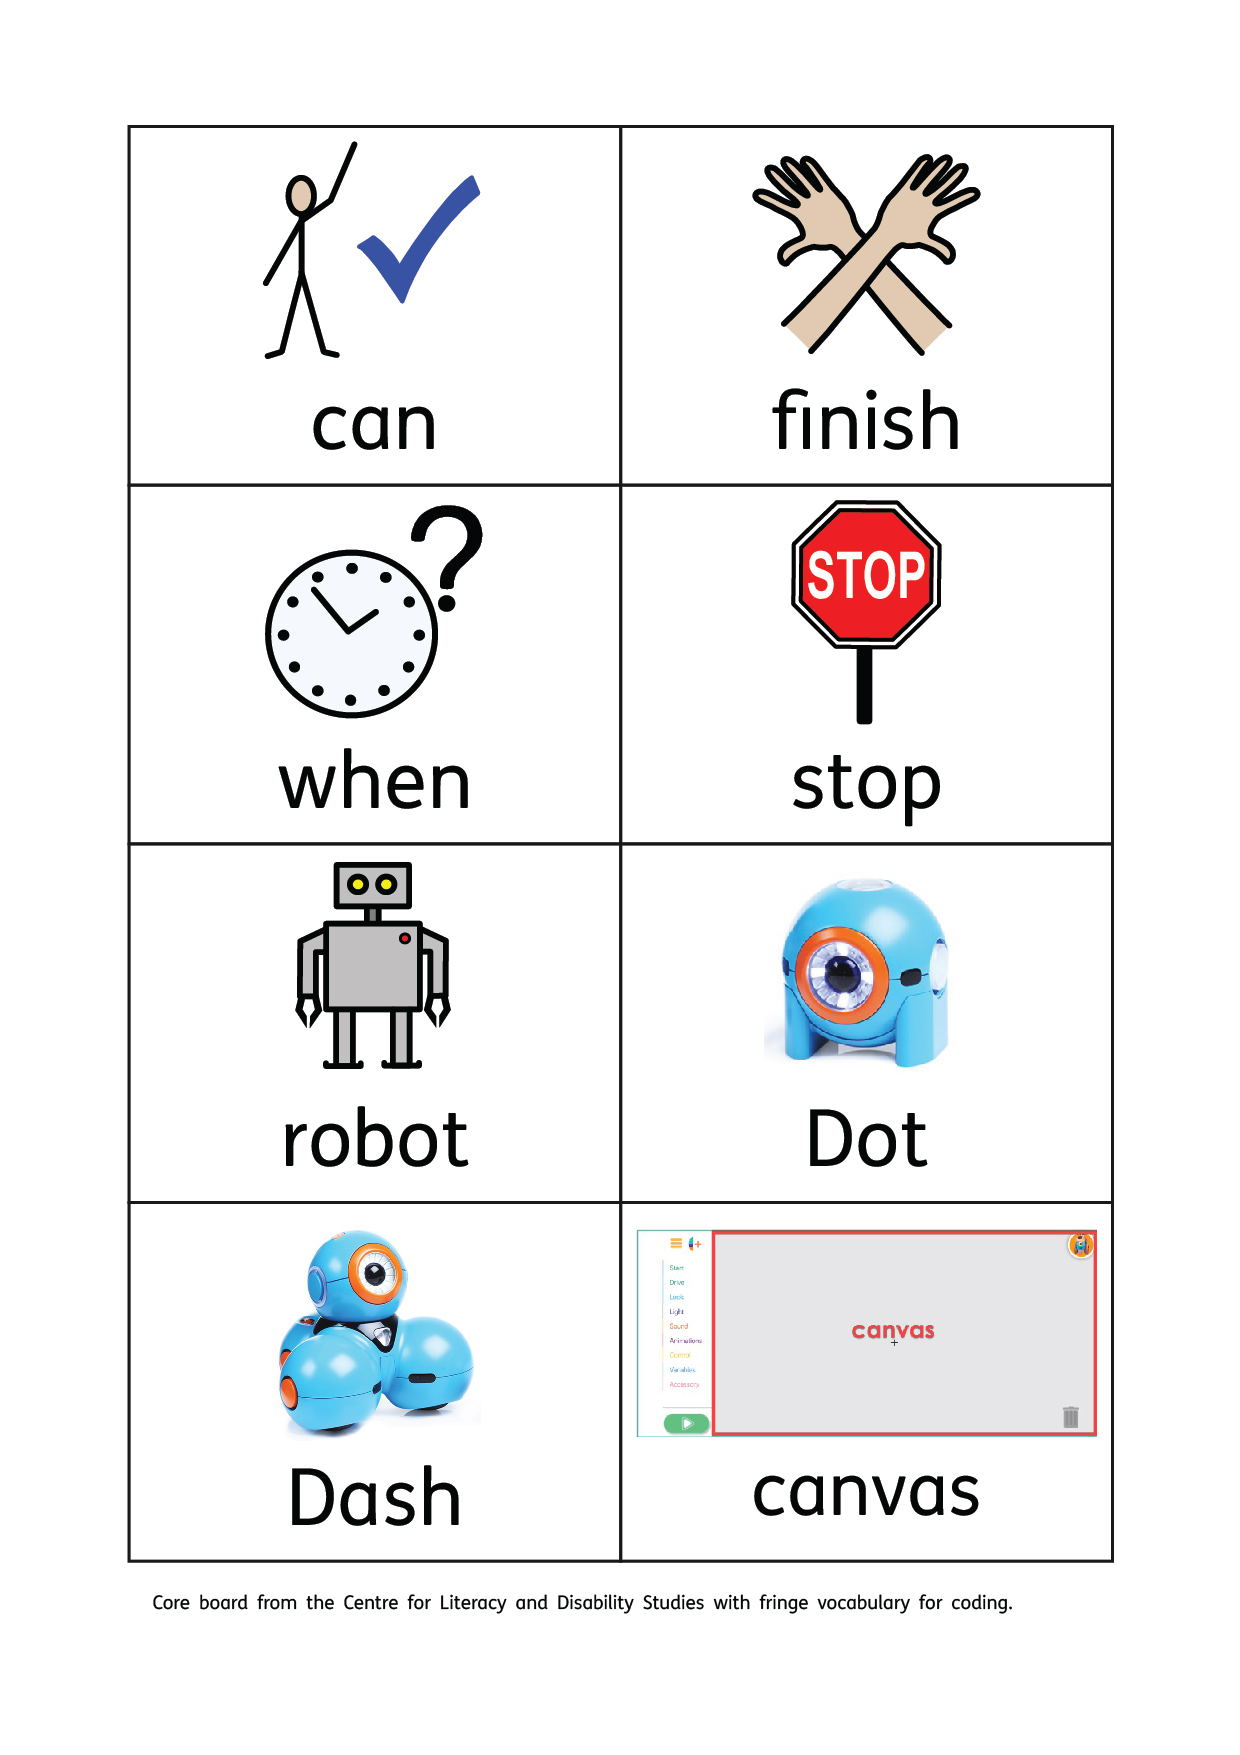 can
finish
when
STOP
stop
robot
Dot
Dash
Start
Drive
Look
Light
Sound
Animations
Control
Variables
Accessory
canvas
canvas
Core board from the Centre for Literacy and Disability Studies with fringe vocabulary for coding.